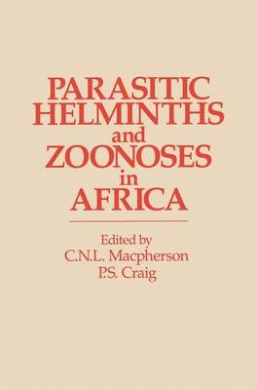 PARASITIC
HELMINTHS
and
ZOONOSES
in
AFRICA
Edited by
C.N.L. Macpherson
P.S. Craig